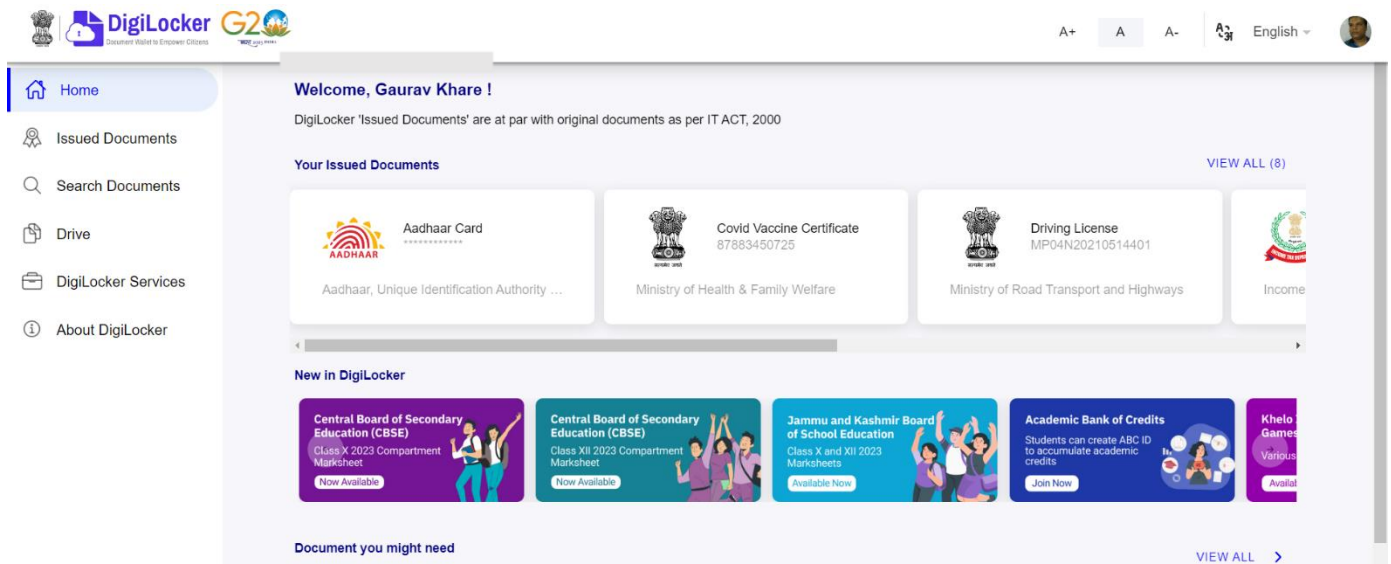 DigiLocker
Document Wallet to Empower Citizens
G20
A+ A A- English
Home
Issued Documents
Search Documents
Drive
DigiLocker Services
About DigiLocker
Welcome, Gaurav Khare !
DigiLocker 'Issued Documents' are at par with original documents as per IT ACT, 2000
Your Issued Documents
VIEW ALL (8)
AADHAAR
Aadhaar Card
************
Aadhaar, Unique Identification Authority ...
Covid Vaccine Certificate
87883450725
Ministry of Health & Family Welfare
Driving License
MP04N20210514401
Ministry of Road Transport and Highways
Income
New in DigiLocker
Central Board of Secondary
Education (CBSE)
Class X 2023 Compartment
Marksheet
Now Available
Central Board of Secondary
Education (CBSE)
Class XII 2023 Compartment
Marksheet
Now Available
Jammu and Kashmir Board
of School Education
Class X and XII 2023
Marksheets
Available Now
Academic Bank of Credits
Students can create ABC ID
to accumulate academic
credits
Join Now
Khelo
Games
Various
Availab
Document you might need
VIEW ALL